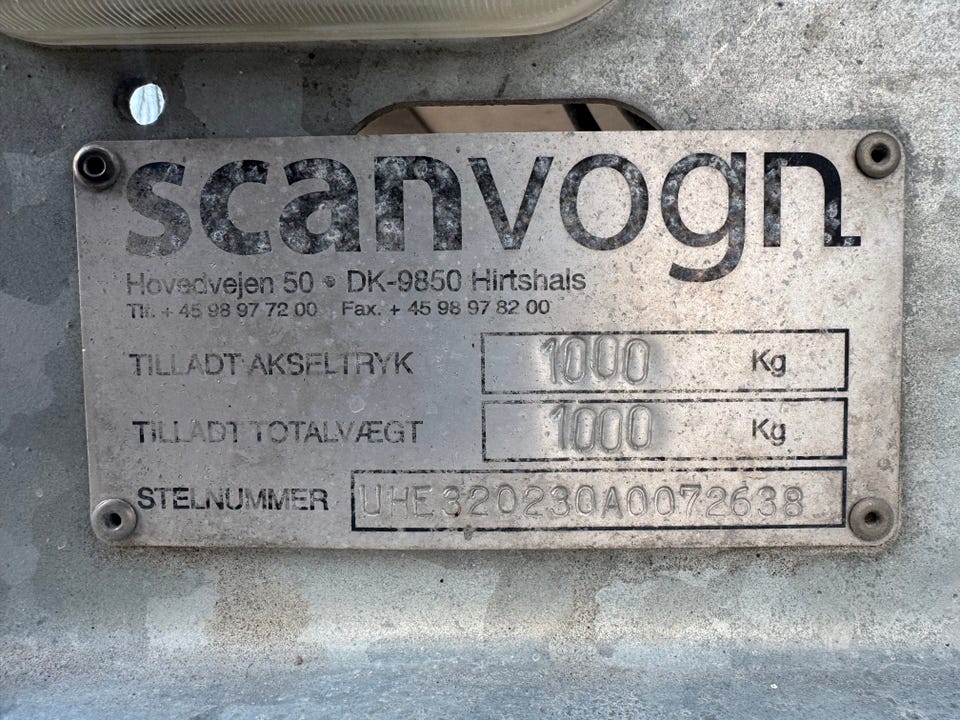 scanvogn
Hovedvejen 50 • DK-9850 Hirtshals
Tlf. + 45 98 97 72 00 Fax. + 45 98 97 82 00
TILLADT AKSELTRYK 1000 Kg
TILLADT TOTALVÆGT 1000 Kg
STELNUMMER UHE320230A0072638